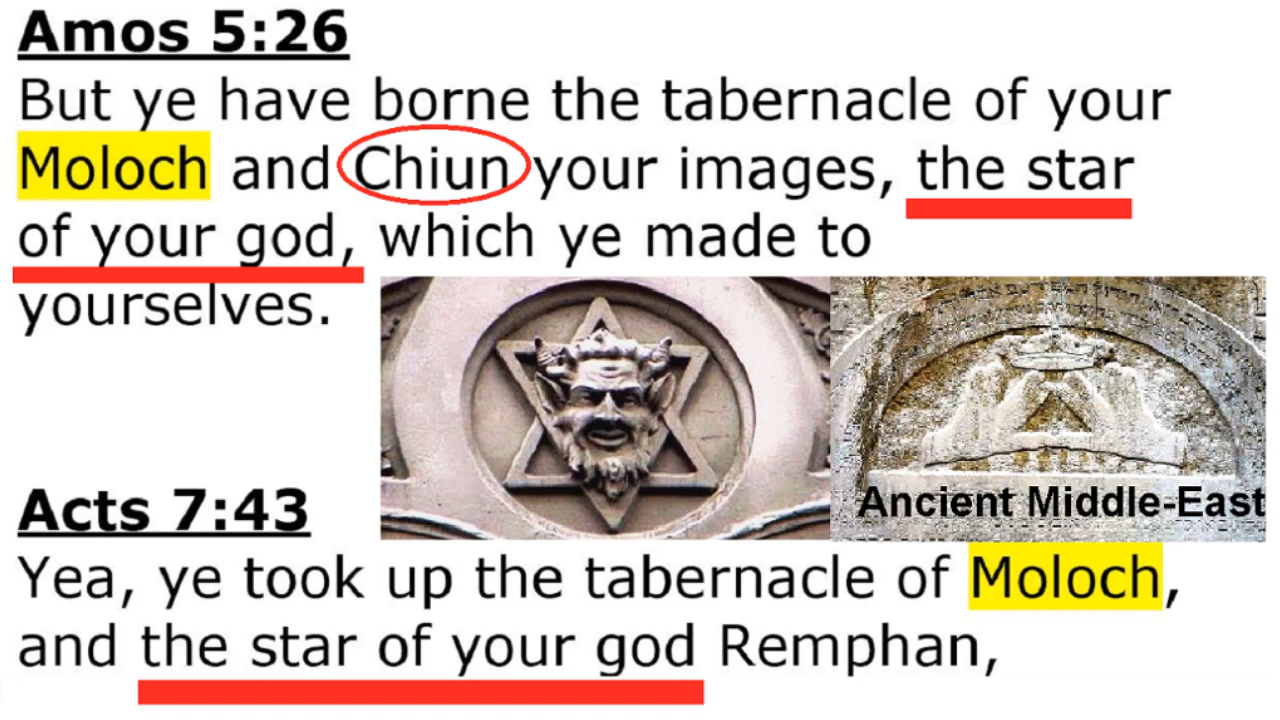 Amos 5:26
But ye have borne the tabernacle of your
Moloch and Chiun your images, the star
of your god, which ye made to
yourselves.
Ancient Middle-East
Acts 7:43
Yea, ye took up the tabernacle of Moloch,
and the star of your god Remphan,